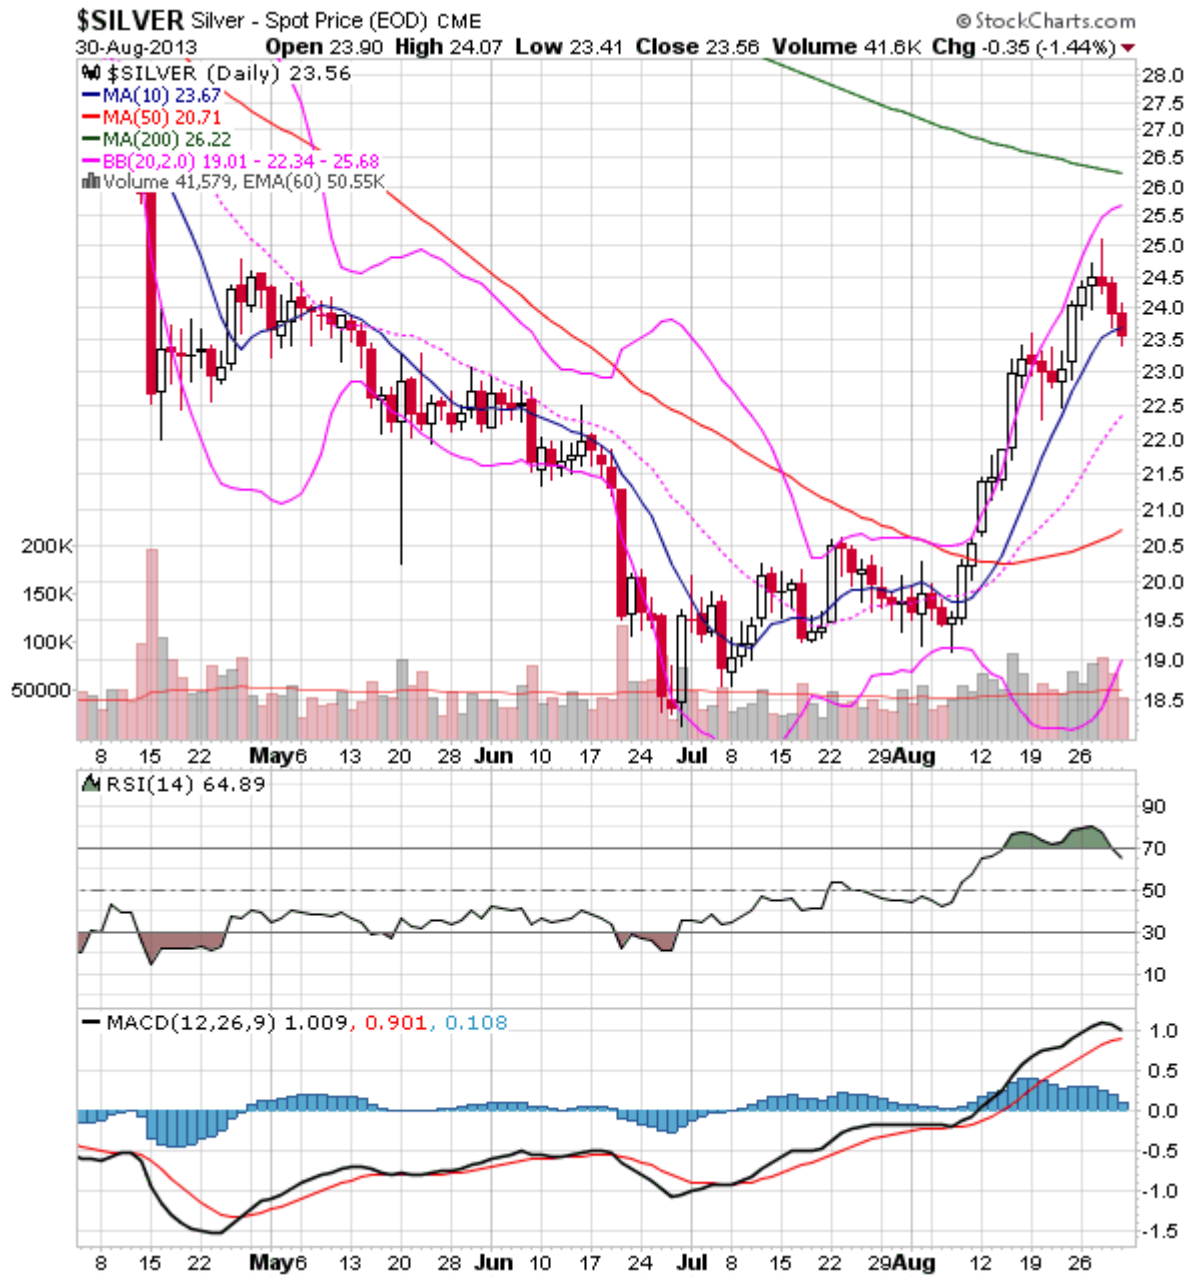 $SILVER Silver - Spot Price (EOD) CME © StockCharts.com
30-Aug-2013 Open 23.90 High 24.07 Low 23.41 Close 23.56 Volume 41.6K Chg -0.35 (-1.44%)
$SILVER (Daily) 23.56
MA(10) 23.67
MA(50) 20.71
MA(200) 26.22
BB(20,2.0) 19.01 - 22.34 - 25.68
Volume 41,579, EMA(60) 50.55K
28.0
27.5
27.0
26.5
26.0
25.5
25.0
24.5
24.0
23.5
23.0
22.5
22.0
21.5
21.0
200K 20.5
20.0
150K
19.5
100K
19.0
50000
18.5
8 15 22 May 6 13 20 28 Jun 10 17 24 Jul 8 15 22 29 Aug 12 19 26
RSI(14) 64.89
90
70
50
30
10
MACD(12,26,9) 1.009, 0.901, 0.108
1.0
0.5
0.0
-0.5
-1.0
-1.5
8 15 22 May 6 13 20 28 Jun 10 17 24 Jul 8 15 22 29 Aug 12 19 26